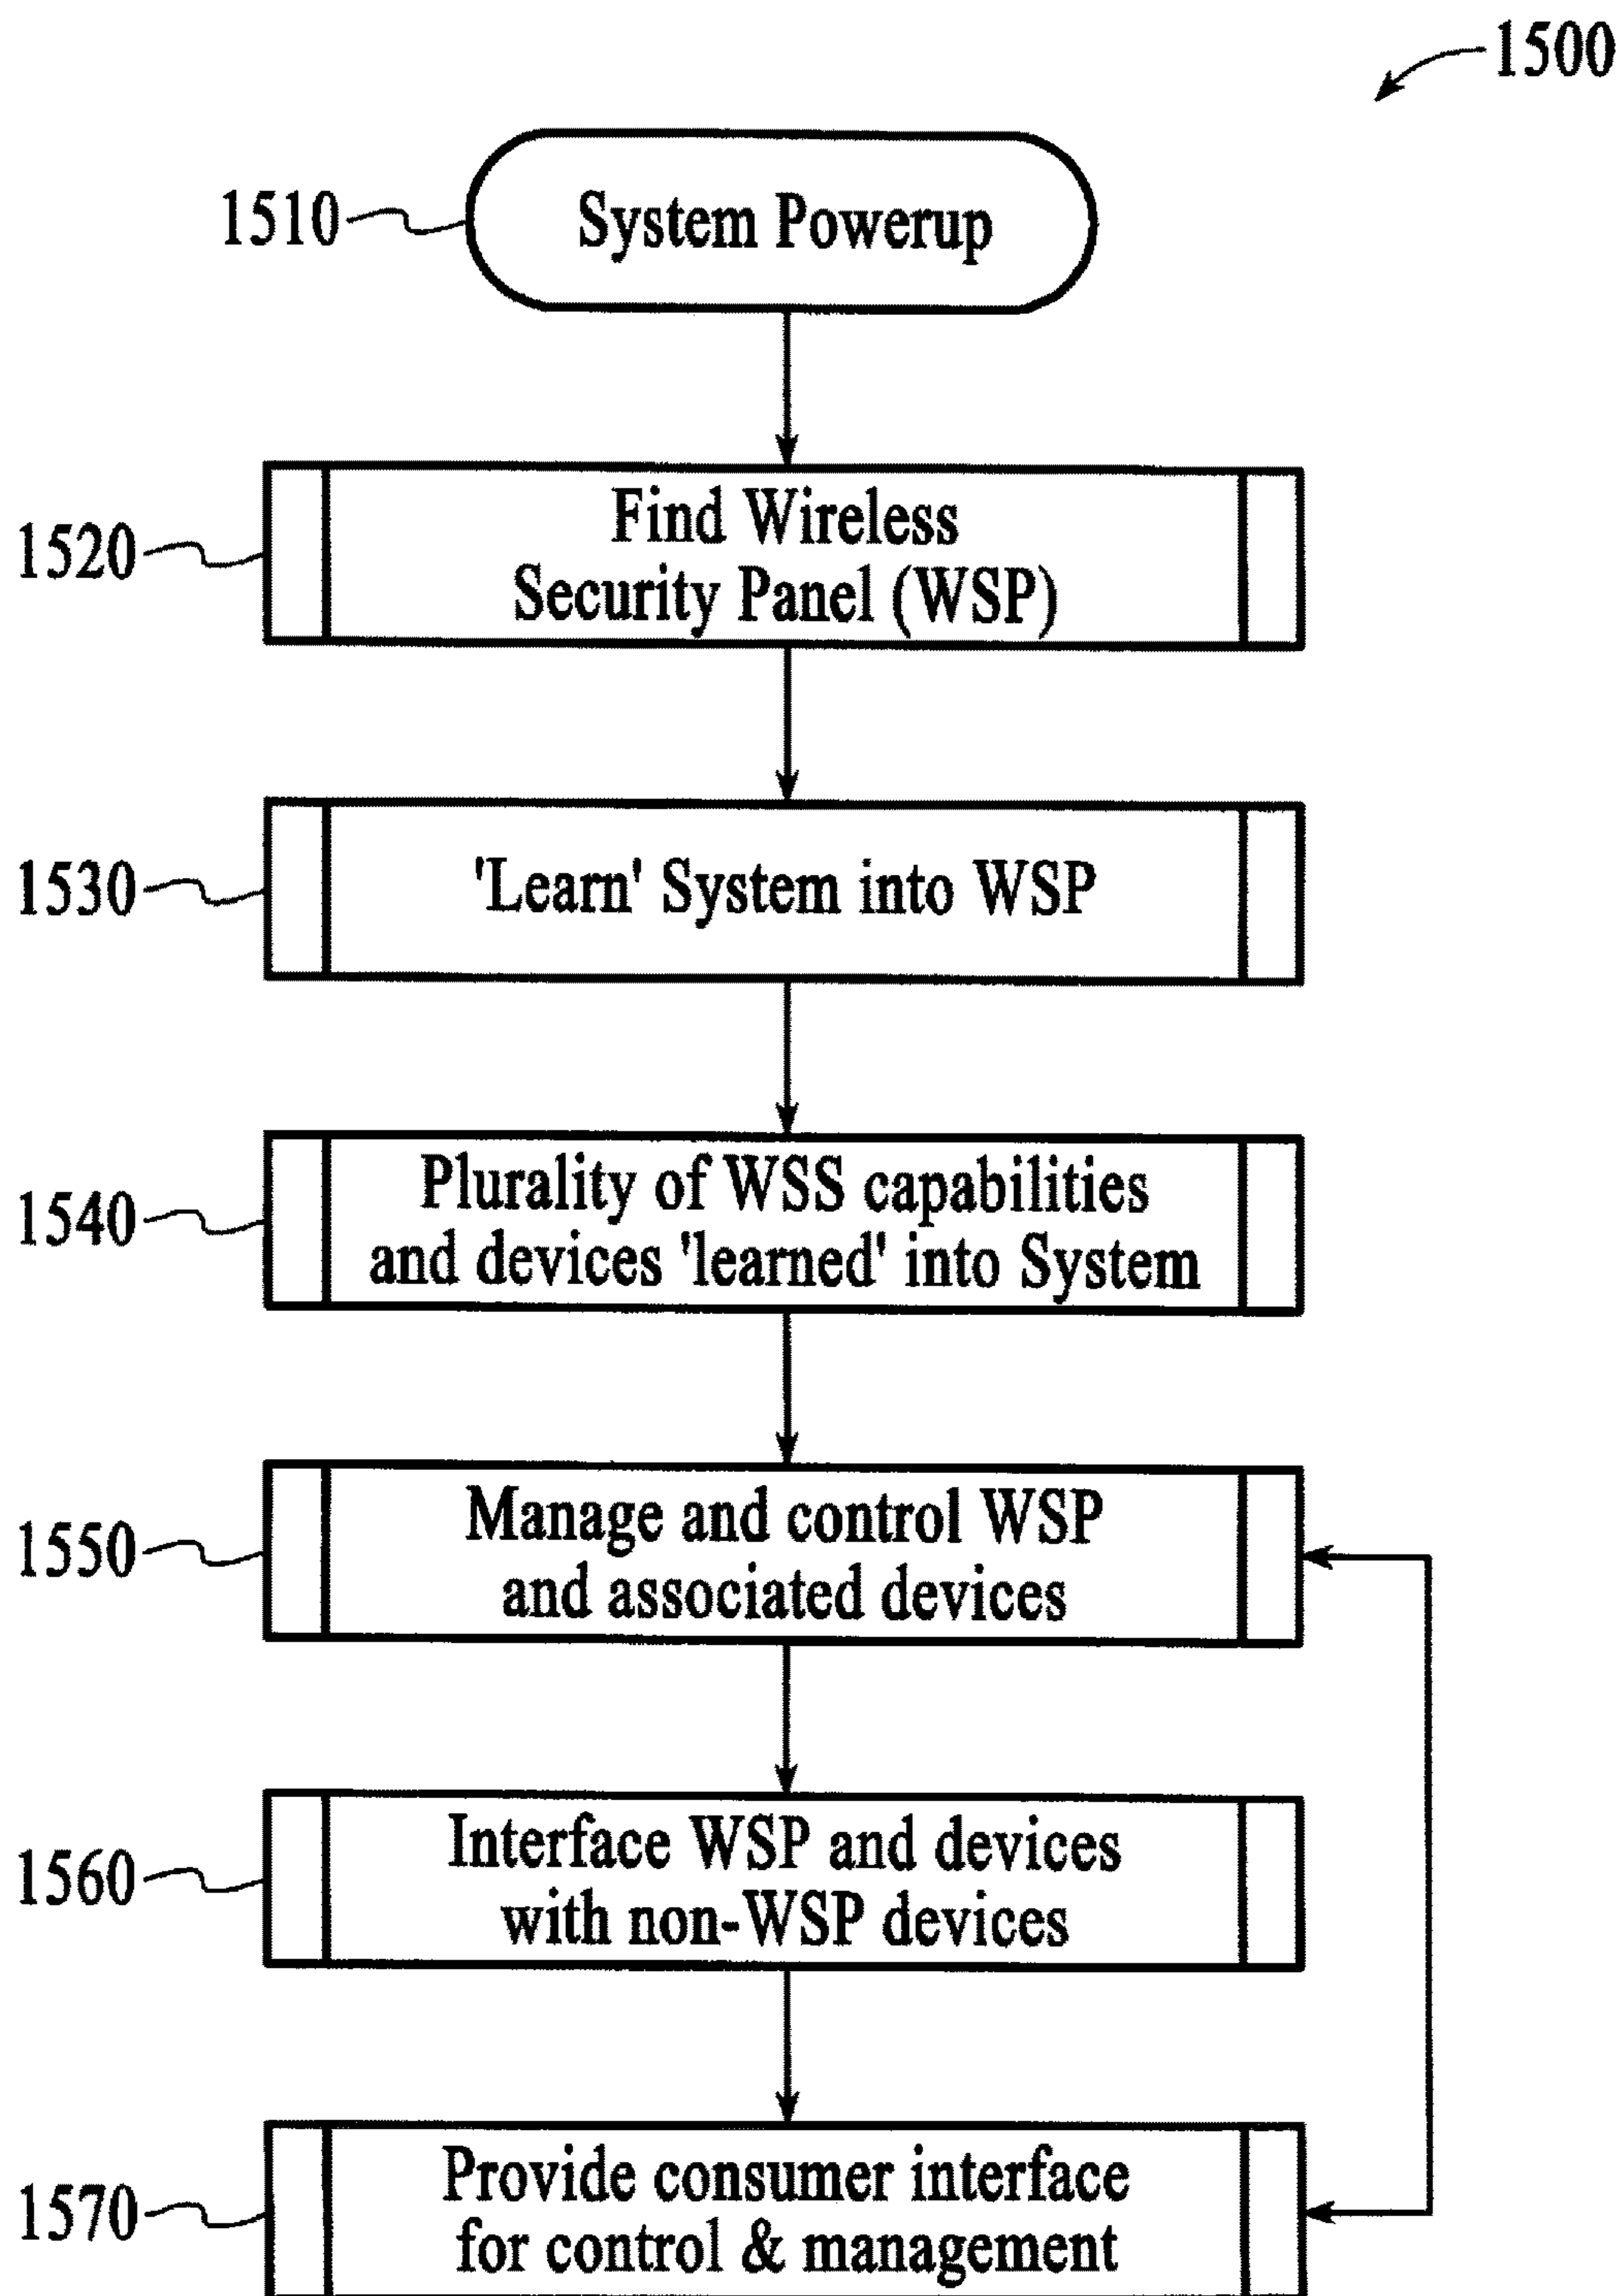 1500
1510
System Powerup
1520
Find Wireless
Security Panel (WSP)
1530
'Learn' System into WSP
1540
Plurality of WSS capabilities
and devices 'learned' into System
1550
Manage and control WSP
and associated devices
1560
Interface WSP and devices
with non-WSP devices
1570
Provide consumer interface
for control & management